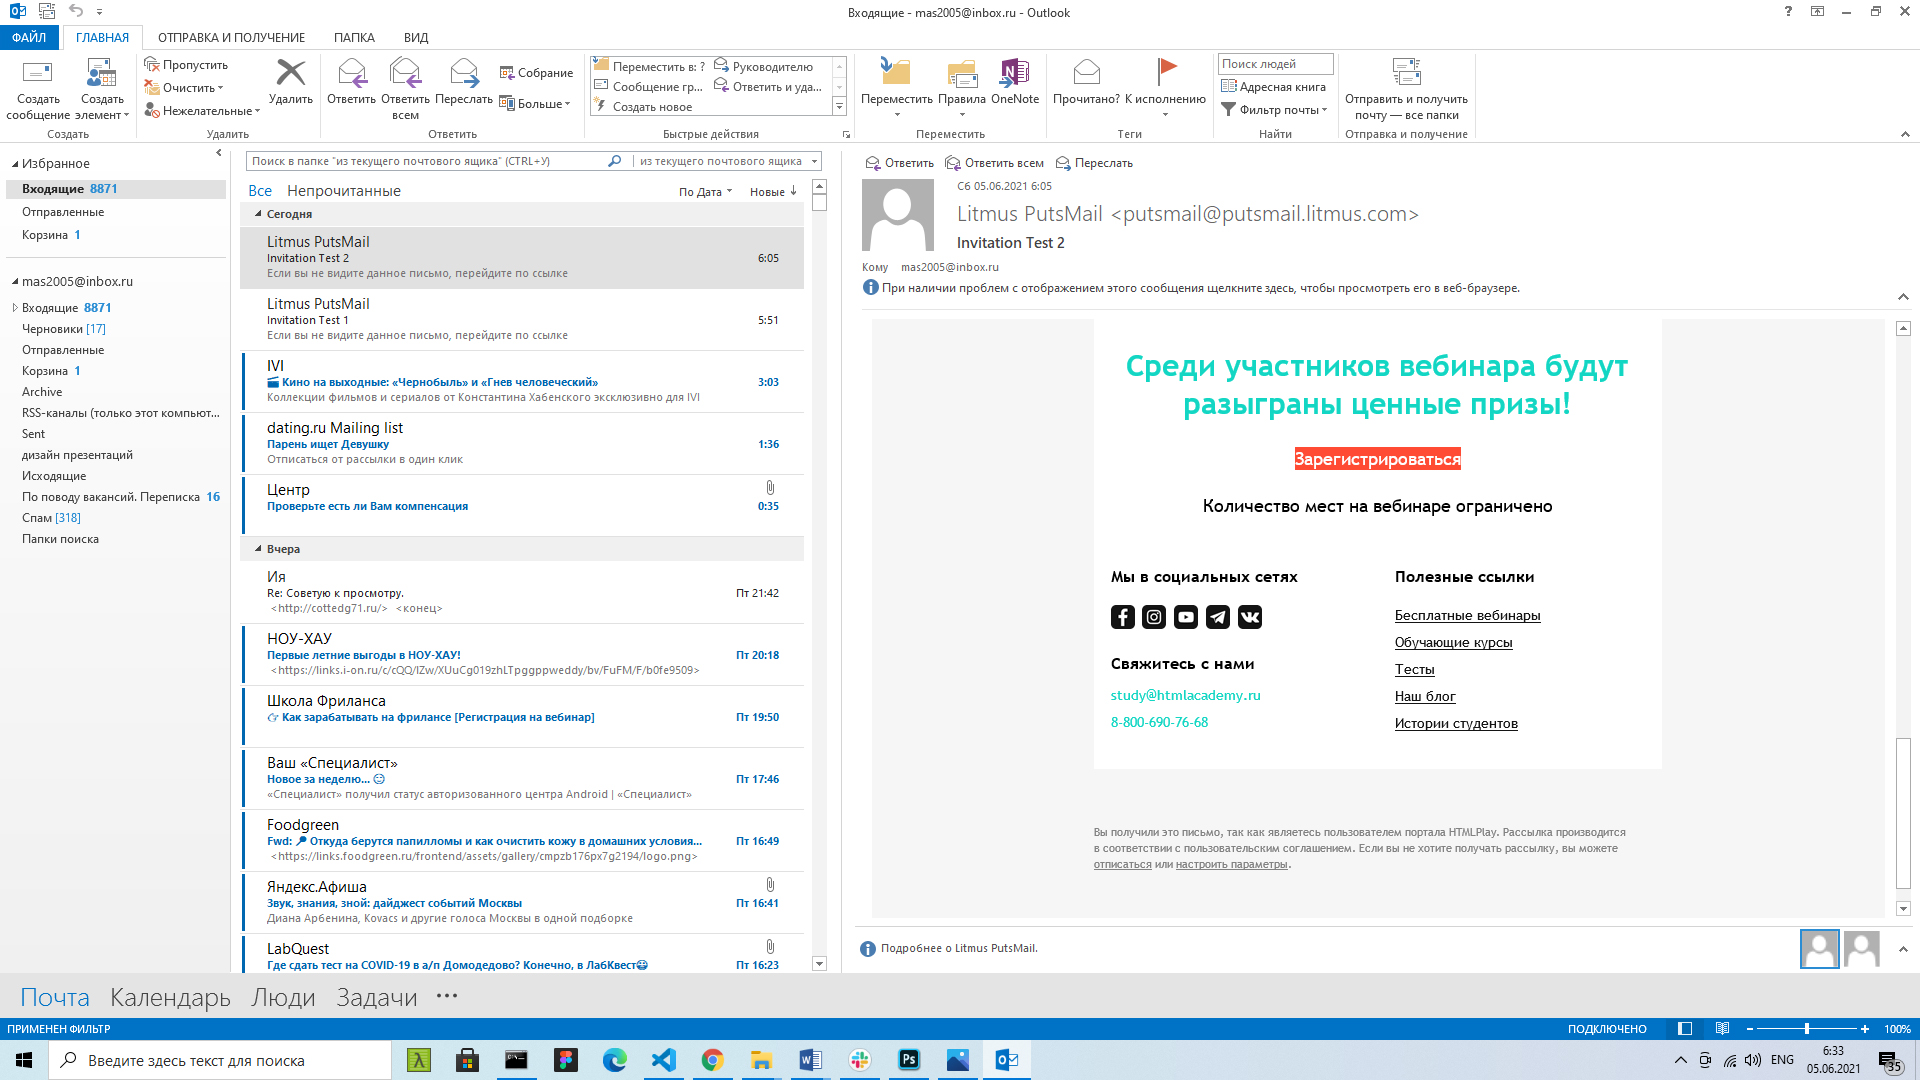 Входящие - mas2005@inbox.ru - Outlook
ФАЙЛ ГЛАВНАЯ ОТПРАВКА И ПОЛУЧЕНИЕ ПАПКА ВИД
Создать сообщение
Создать элемент
Создать
Пропустить
Очистить
Нежелательные
Удалить
Удалить
Ответить
Ответить всем
Переслать
Собрание
Больше
Ответить
Переместить в: ?
Сообщение гр...
Создать новое
Руководителю
Ответить и уда...
Быстрые действия
Переместить
Правила
OneNote
Переместить
Прочитано?
К исполнению
Теги
Поиск людей
Адресная книга
Фильтр почты
Найти
Отправить и получить
почту — все папки
Отправка и получение
Избранное
Входящие 8871
Отправленные
Корзина 1
mas2005@inbox.ru
Входящие 8871
Черновики [17]
Отправленные
Корзина 1
Archive
RSS-каналы (только этот компьют...
Sent
дизайн презентаций
Исходящие
По поводу вакансий. Переписка 16
Спам [318]
Папки поиска
Поиск в папке "из текущего почтового ящика" (CTRL+У) из текущего почтового ящика
Все Непрочитанные По Дата Новые
Сегодня
Litmus PutsMail
Invitation Test 2 6:05
Если вы не видите данное письмо, перейдите по ссылке
Litmus PutsMail
Invitation Test 1 5:51
Если вы не видите данное письмо, перейдите по ссылке
IVI
Кино на выходные: «Чернобыль» и «Гнев человеческий» 3:03
Коллекции фильмов и сериалов от Константина Хабенского эксклюзивно для IVI
dating.ru Mailing list
Парень ищет Девушку 1:36
Отписаться от рассылки в один клик
Центр
Проверьте есть ли Вам компенсация 0:35
Вчера
Ия
Re: Советую к просмотру. Пт 21:42
<http://cottedg71.ru/> <конец>
НОУ-ХАУ
Первые летние выгоды в НОУ-ХАУ! Пт 20:18
<https://links.i-on.ru/c/cQQ/IZw/XUuCg019zhLTpggppweddy/bv/FuFM/F/b0fe9509>
Школа Фриланса
Как зарабатывать на фрилансе [Регистрация на вебинар] Пт 19:50
Ваш «Специалист»
Новое за неделю... Пт 17:46
«Специалист» получил статус авторизованного центра Android | «Специалист»
Foodgreen
Fwd: Откуда берутся папилломы и как очистить кожу в домашних условия... Пт 16:49
<https://links.foodgreen.ru/frontend/assets/gallery/cmpzb176px7g2194/logo.png>
Яндекс.Афиша
Звук, знания, зной: дайджест событий Москвы Пт 16:41
Диана Арбенина, Kovacs и другие голоса Москвы в одной подборке
LabQuest
Где сдать тест на COVID-19 в а/п Домодедово? Конечно, в ЛабКвест Пт 16:23
Ответить Ответить всем Переслать
Сб 05.06.2021 6:05
Litmus PutsMail <putsmail@putsmail.litmus.com>
Invitation Test 2
Кому mas2005@inbox.ru
При наличии проблем с отображением этого сообщения щелкните здесь, чтобы просмотреть его в веб-браузере.
Среди участников вебинара будут
разыграны ценные призы!
Зарегистрироваться
Количество мест на вебинаре ограничено
Мы в социальных сетях
Свяжитесь с нами
study@htmlacademy.ru
8-800-690-76-68
Полезные ссылки
Бесплатные вебинары
Обучающие курсы
Тесты
Наш блог
Истории студентов
Вы получили это письмо, так как являетесь пользователем портала HTMLPlay. Рассылка производится
в соответствии с пользовательским соглашением. Если вы не хотите получать рассылку, вы можете
отписаться или настроить параметры.
Подробнее о Litmus PutsMail.
Почта Календарь Люди Задачи ···
ПРИМЕНЕН ФИЛЬТР ПОДКЛЮЧЕНО 100%
Введите здесь текст для поиска
ENG
6:33
05.06.2021
35